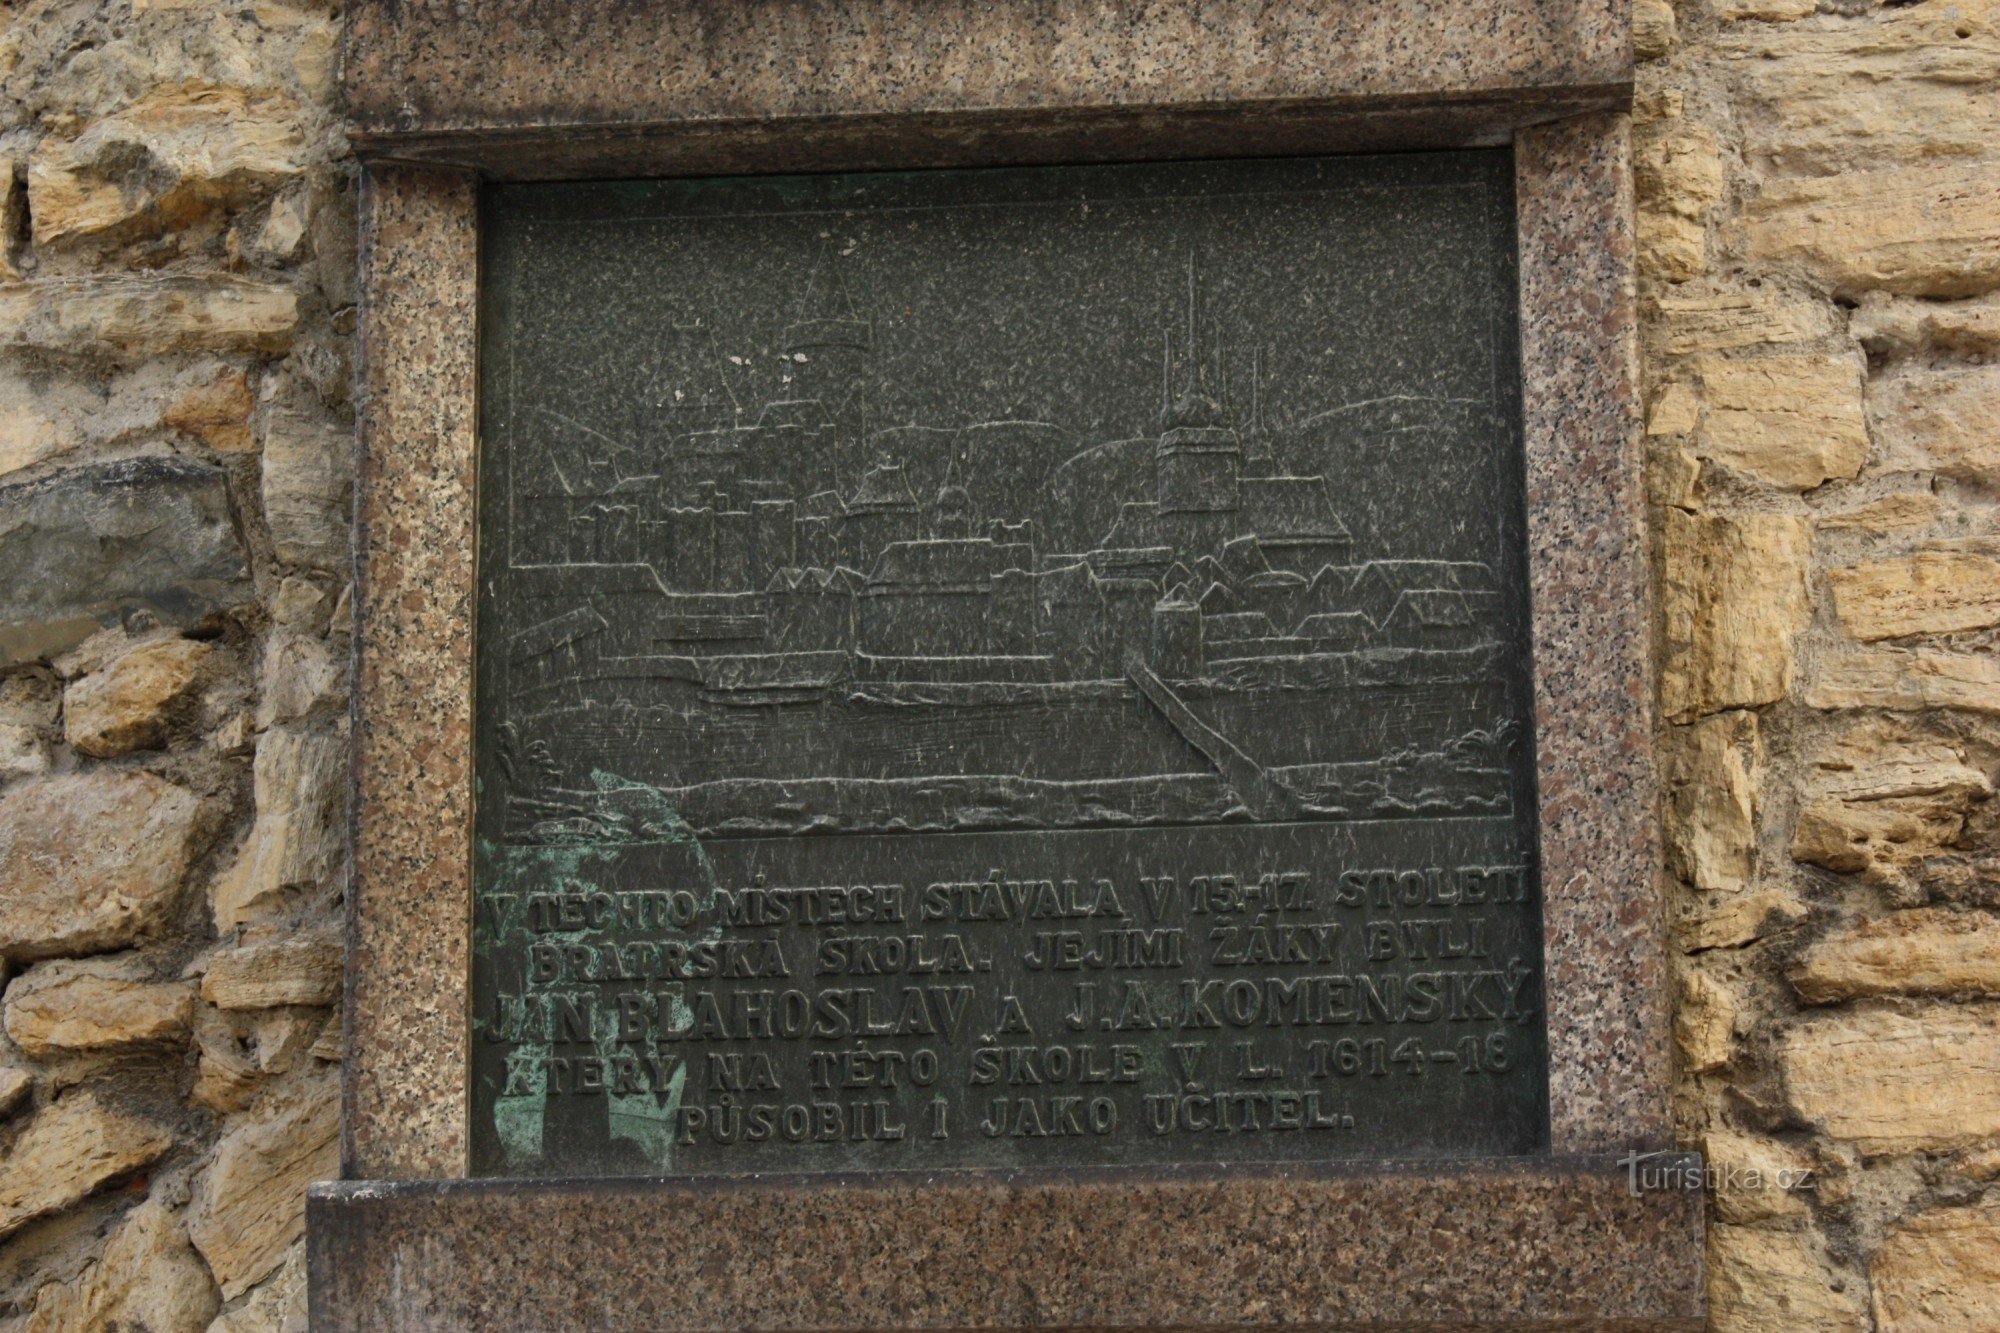 V TĚCHTO MÍSTECH STÁVALA V 15.-17. STOLETÍ
BRATRSKÁ ŠKOLA. JEJÍMI ŽÁKY BYLI
JAN BLAHOSLAV A J.A.KOMENSKÝ,
KTERÝ NA TÉTO ŠKOLE V L. 1614-18
PŮSOBIL I JAKO UČITEL.
Turistika.cz